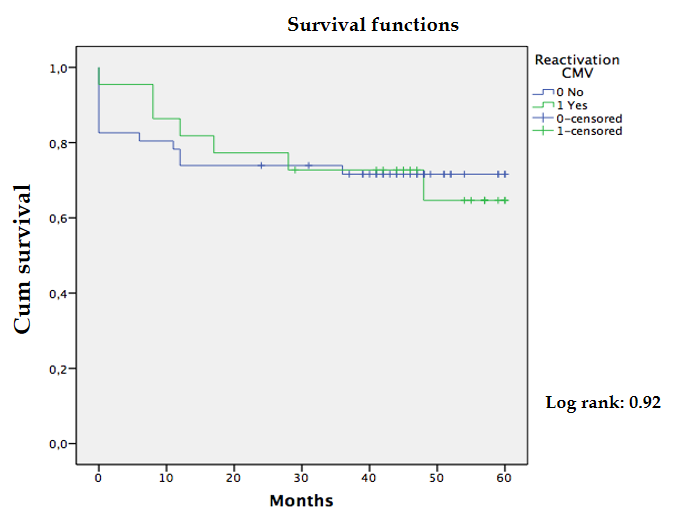 Survival functions
Reactivation
CMV
0 No
1 Yes
0-censored
1-censored
1,0
0,8
0,6
0,4
0,2
0,0
Cum survival
0 10 20 30 40 50 60
Months
Log rank: 0.92